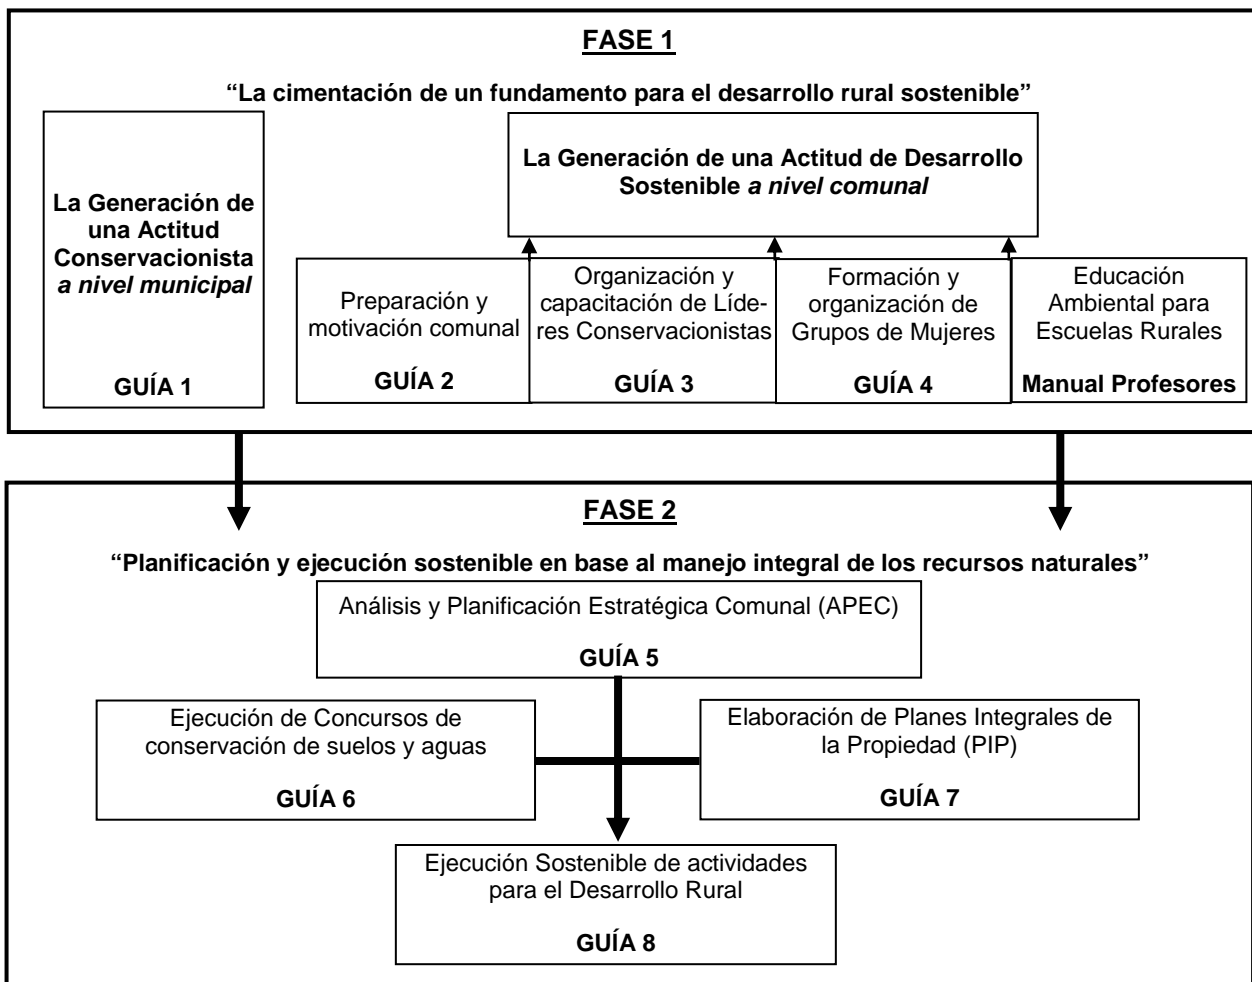 FASE 1
“La cimentación de un fundamento para el desarrollo rural sostenible”
La Generación de
una Actitud
Conservacionista
a nivel municipal
GUÍA 1
La Generación de una Actitud de Desarrollo
Sostenible a nivel comunal
Preparación y
motivación comunal
GUÍA 2
Organización y
capacitación de Líde-
res Conservacionistas
GUÍA 3
Formación y
organización de
Grupos de Mujeres
GUÍA 4
Educación
Ambiental para
Escuelas Rurales
Manual Profesores
FASE 2
“Planificación y ejecución sostenible en base al manejo integral de los recursos naturales”
Análisis y Planificación Estratégica Comunal (APEC)
GUÍA 5
Ejecución de Concursos de
conservación de suelos y aguas
GUÍA 6
Elaboración de Planes Integrales de
la Propiedad (PIP)
GUÍA 7
Ejecución Sostenible de actividades
para el Desarrollo Rural
GUÍA 8